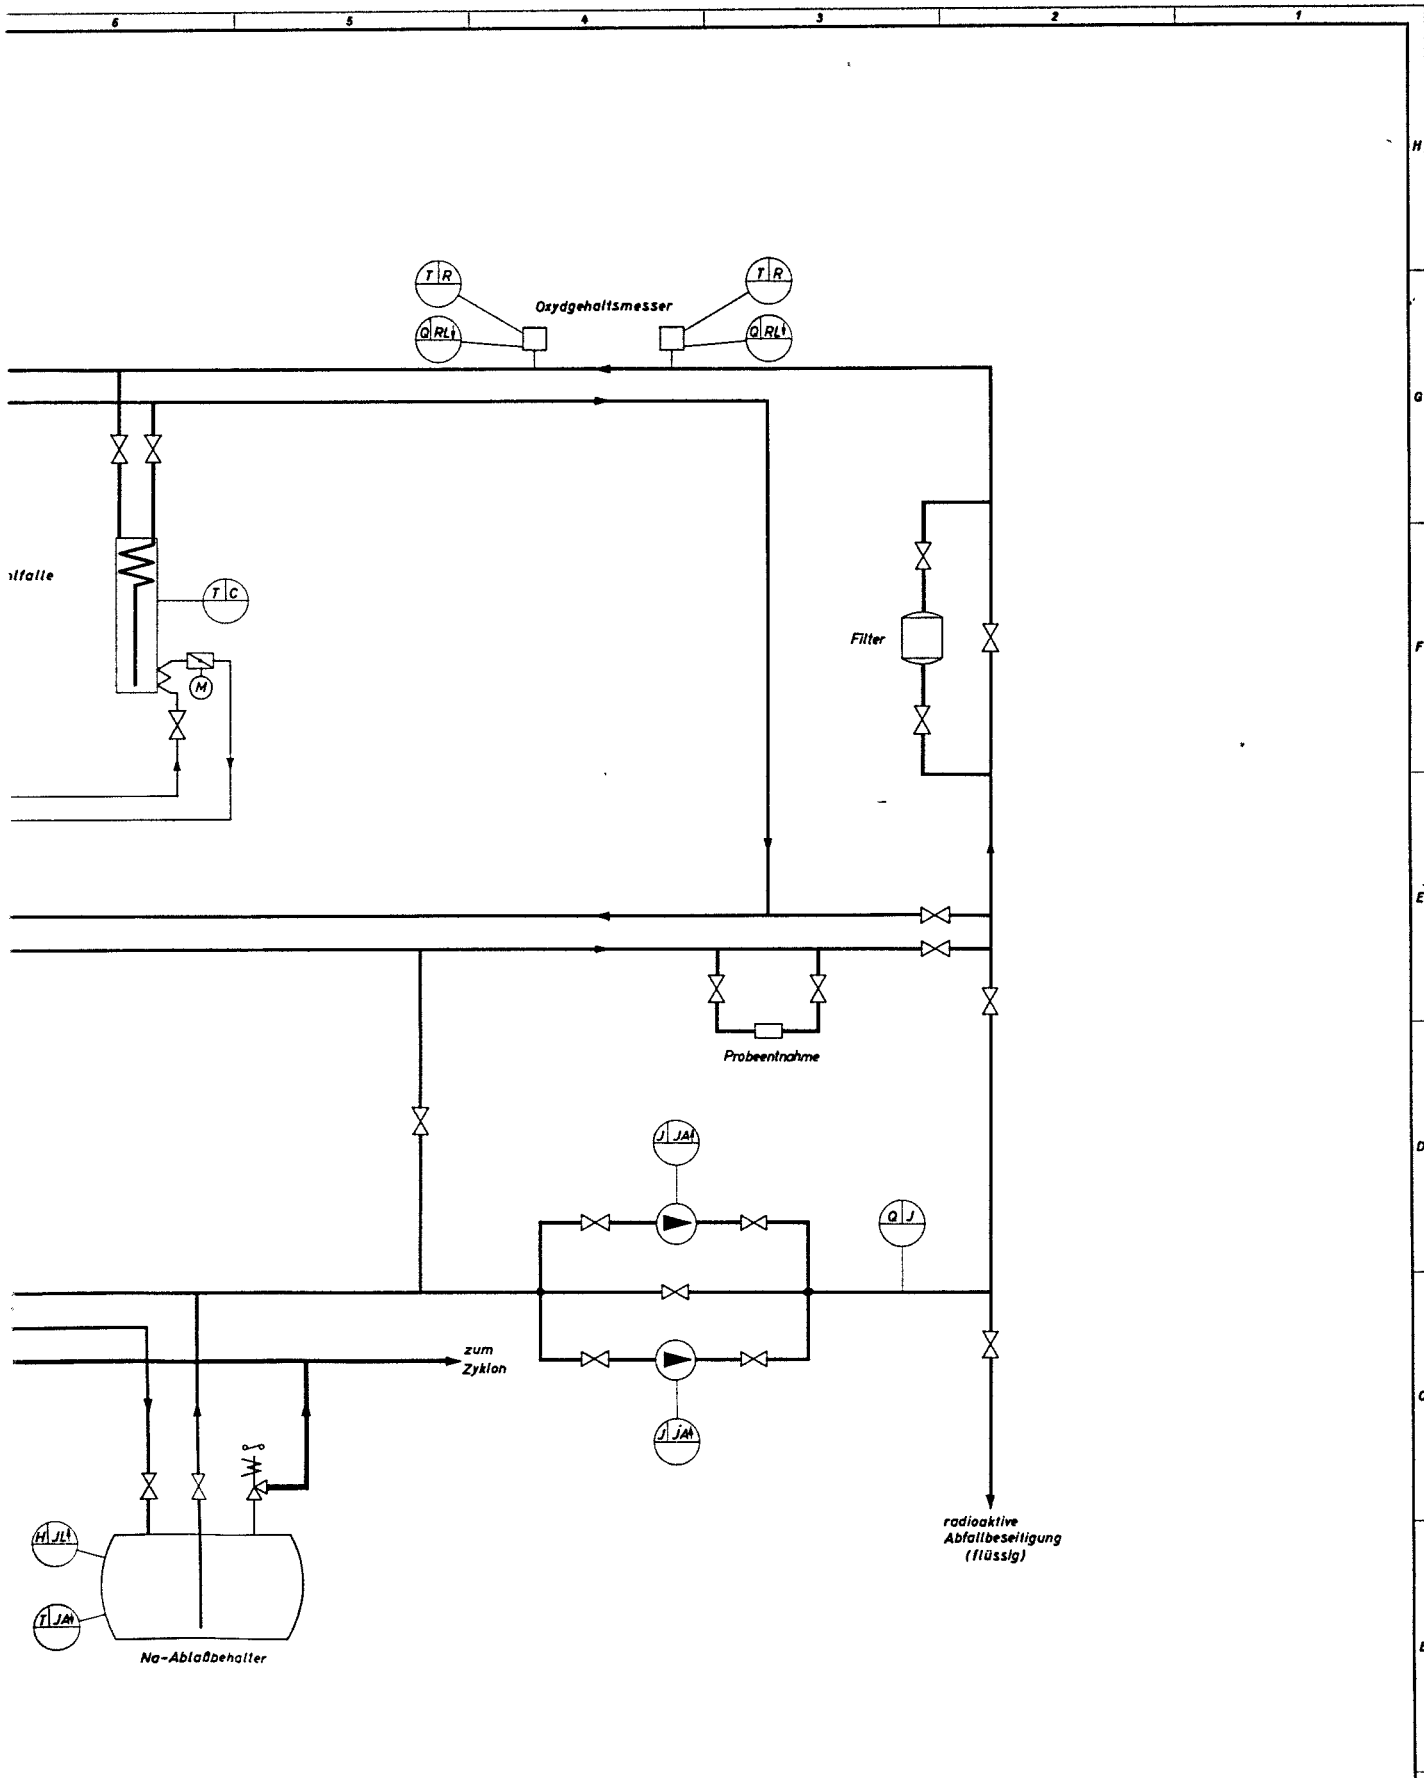 6 5 4 3 2 1
H
T R
T R
Oxydgehaltsmesser
Q RL
Q RL
G
T C
Filter
F
M
E
Probeentnahme
J JA
D
Q J
zum
Zyklon
J JA
radioaktive
Abfallbeseitigung
(flüssig)
H JL
T JA
Na-Ablaßbehalter